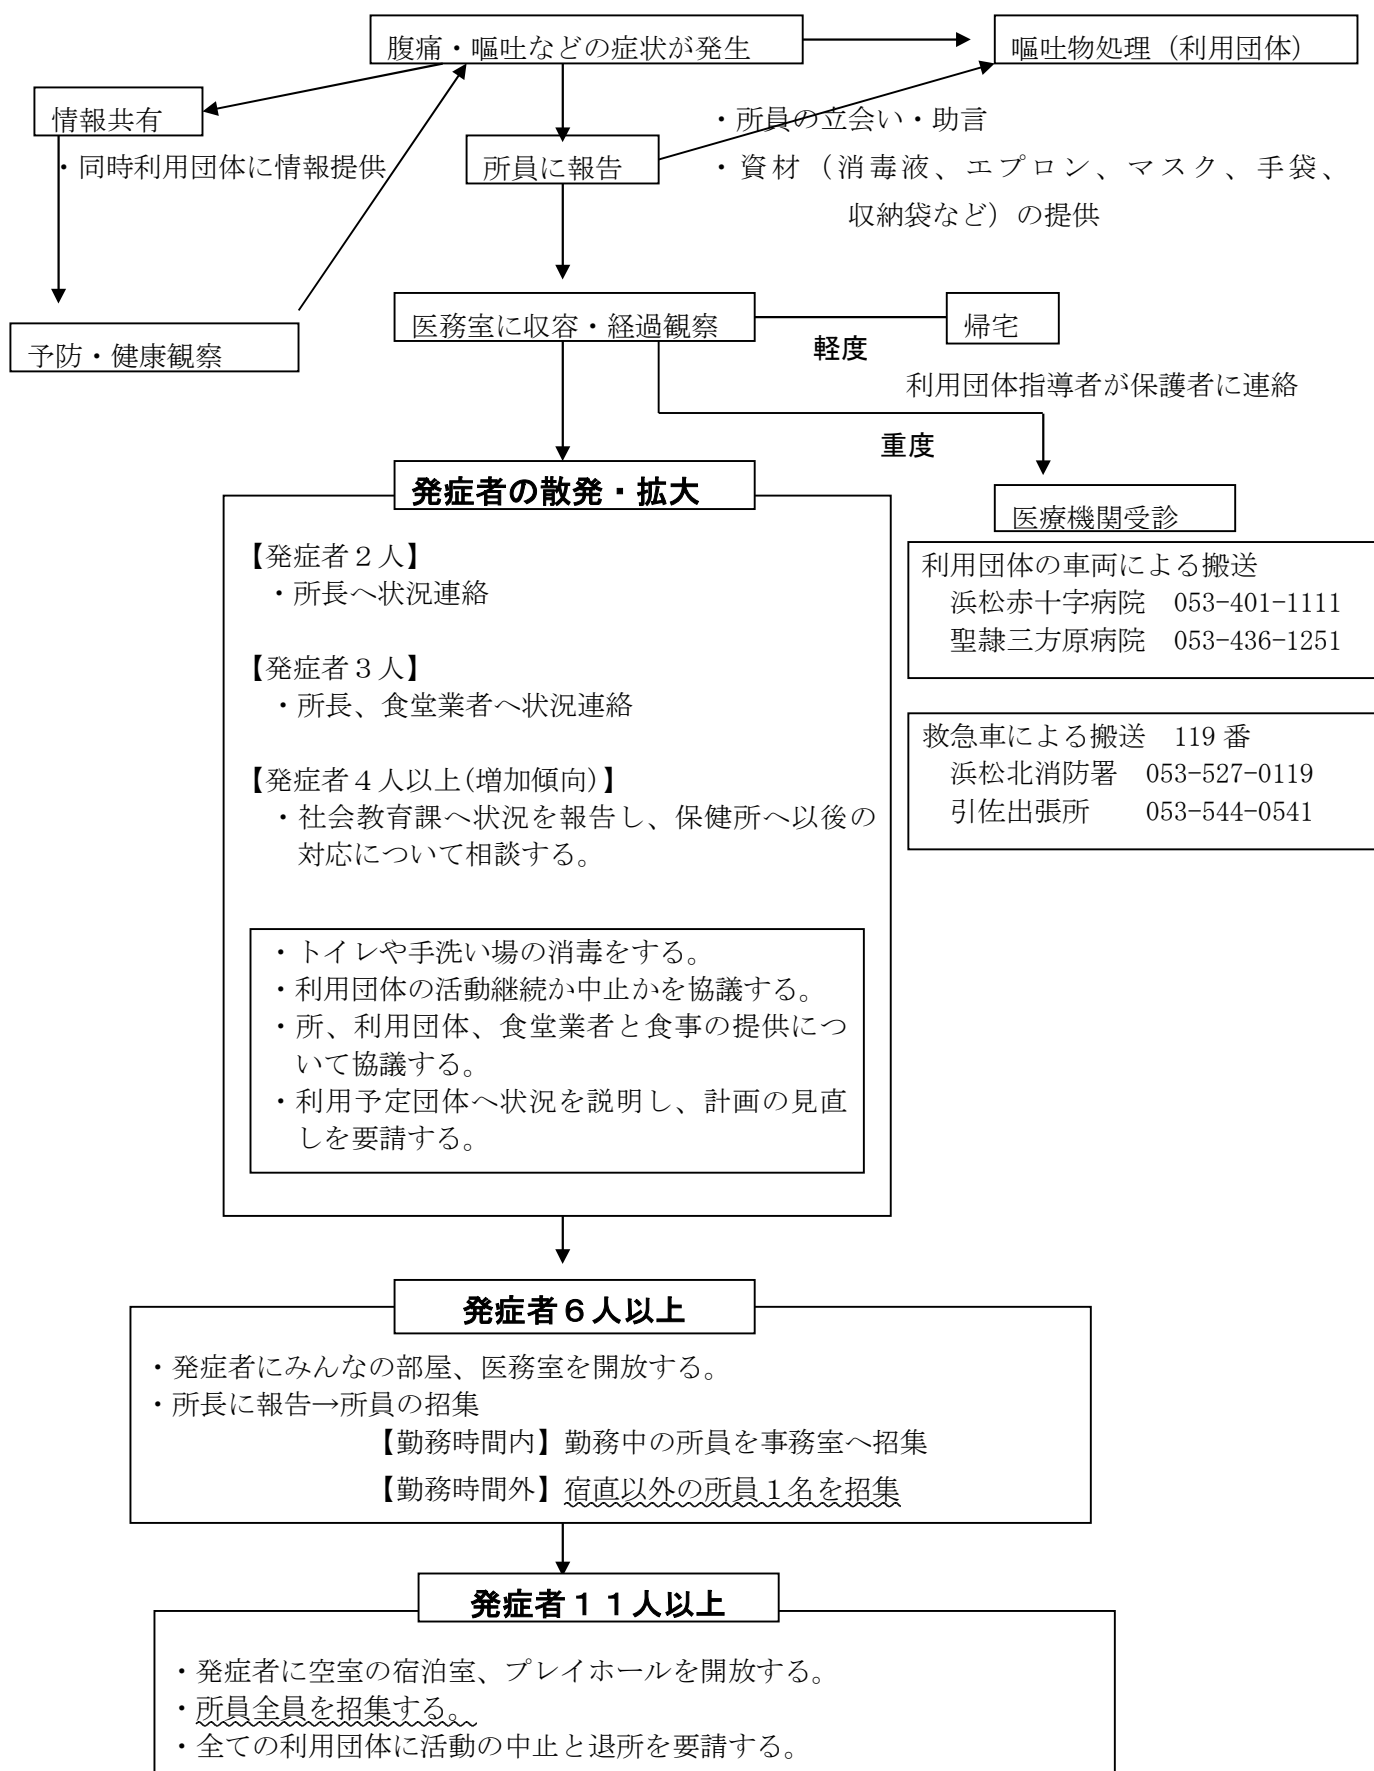 腹痛・嘔吐などの症状が発生
嘔吐物処理（利用団体）
情報共有
・同時利用団体に情報提供
所員に報告
・所員の立会い・助言
・資材（消毒液、エプロン、マスク、手袋、
収納袋など）の提供
予防・健康観察
医務室に収容・経過観察
軽度
帰宅
利用団体指導者が保護者に連絡
重度
医療機関受診
利用団体の車両による搬送
浜松赤十字病院　053-401-1111
聖隷三方原病院　053-436-1251
救急車による搬送　119 番
浜松北消防署　053-527-0119
引佐出張所　　053-544-0541
発症者の散発・拡大
【発症者２人】
・所長へ状況連絡
【発症者３人】
・所長、食堂業者へ状況連絡
【発症者４人以上(増加傾向)】
・社会教育課へ状況を報告し、保健所へ以後の
対応について相談する。
・トイレや手洗い場の消毒をする。
・利用団体の活動継続か中止かを協議する。
・所、利用団体、食堂業者と食事の提供につ
いて協議する。
・利用予定団体へ状況を説明し、計画の見直
しを要請する。
発症者６人以上
・発症者にみんなの部屋、医務室を開放する。
・所長に報告→所員の招集
【勤務時間内】勤務中の所員を事務室へ招集
【勤務時間外】宿直以外の所員１名を招集
発症者１１人以上
・発症者に空室の宿泊室、プレイホールを開放する。
・所員全員を招集する。
・全ての利用団体に活動の中止と退所を要請する。